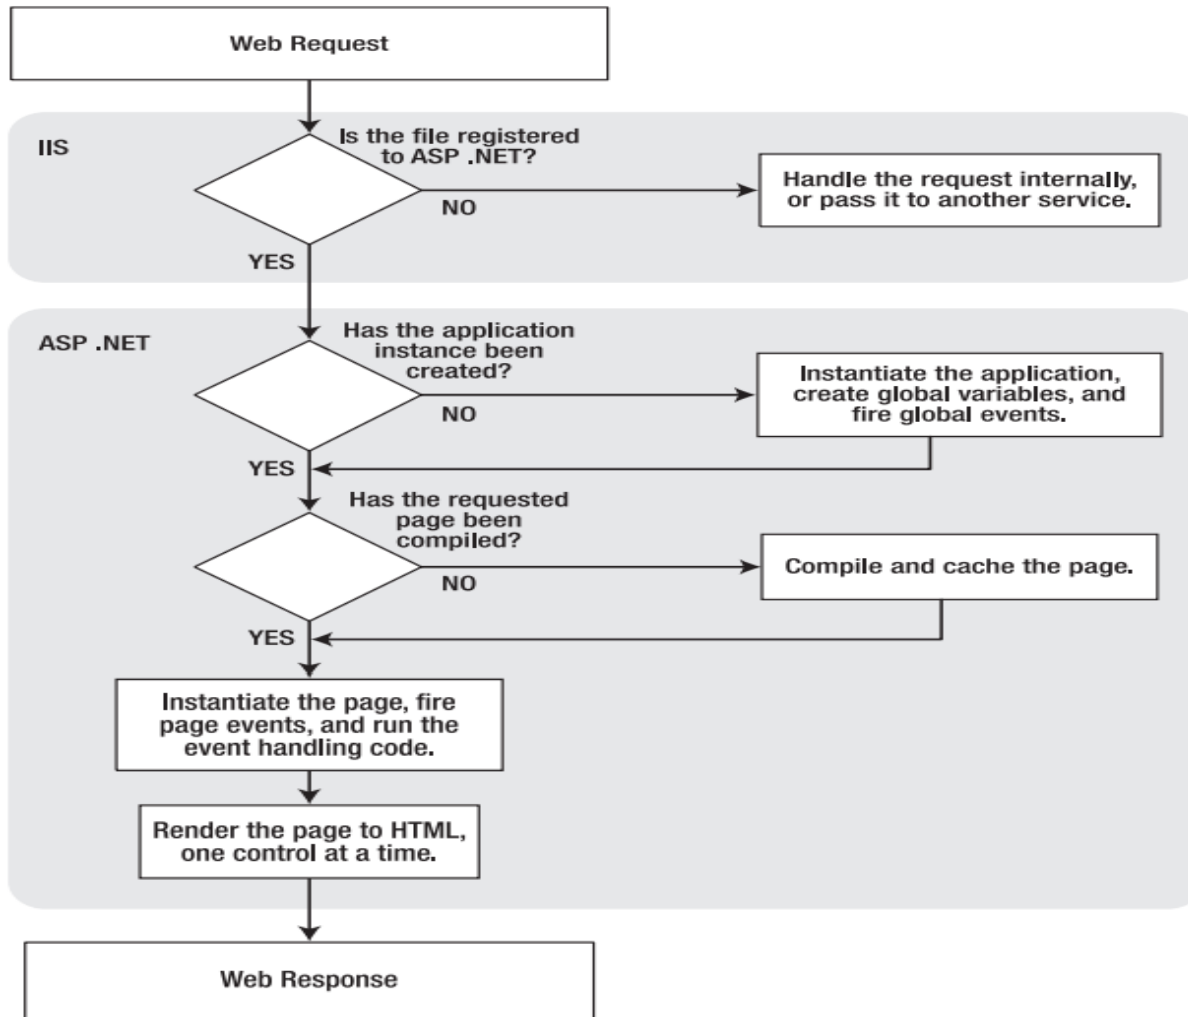 Web Request
IIS
Is the file registered
to ASP .NET?
Handle the request internally,
or pass it to another service.
NO
YES
ASP .NET
Has the application
instance been
created?
Instantiate the application,
create global variables, and
fire global events.
NO
YES
Has the requested
page been
compiled?
Compile and cache the page.
NO
YES
Instantiate the page, fire
page events, and run the
event handling code.
Render the page to HTML,
one control at a time.
Web Response